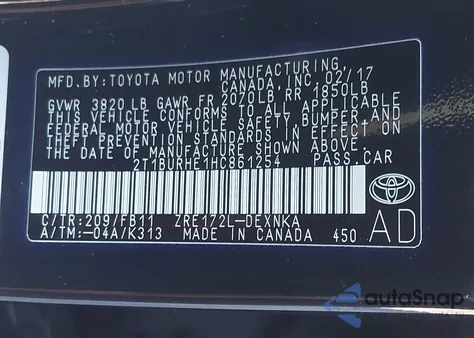 MFD. BY: TOYOTA MOTOR MANUFACTURING,
CANADA, INC. 02/17
GVWR 3820 LB GAWR FR 2070LB RR 1850LB
THIS VEHICLE CONFORMS TO ALL APPLICABLE
FEDERAL MOTOR VEHICLE SAFETY, BUMPER AND
THEFT PREVENTION STANDARDS IN EFFECT ON
THE DATE OF MANUFACTURE SHOWN ABOVE.
2T1BURHE1HC861254 PASS.CAR
C/TR:209/FB11 ZRE172L-DEXNKA
A/TM:-04A/K313 MADE IN CANADA 450
AD
autoSnap